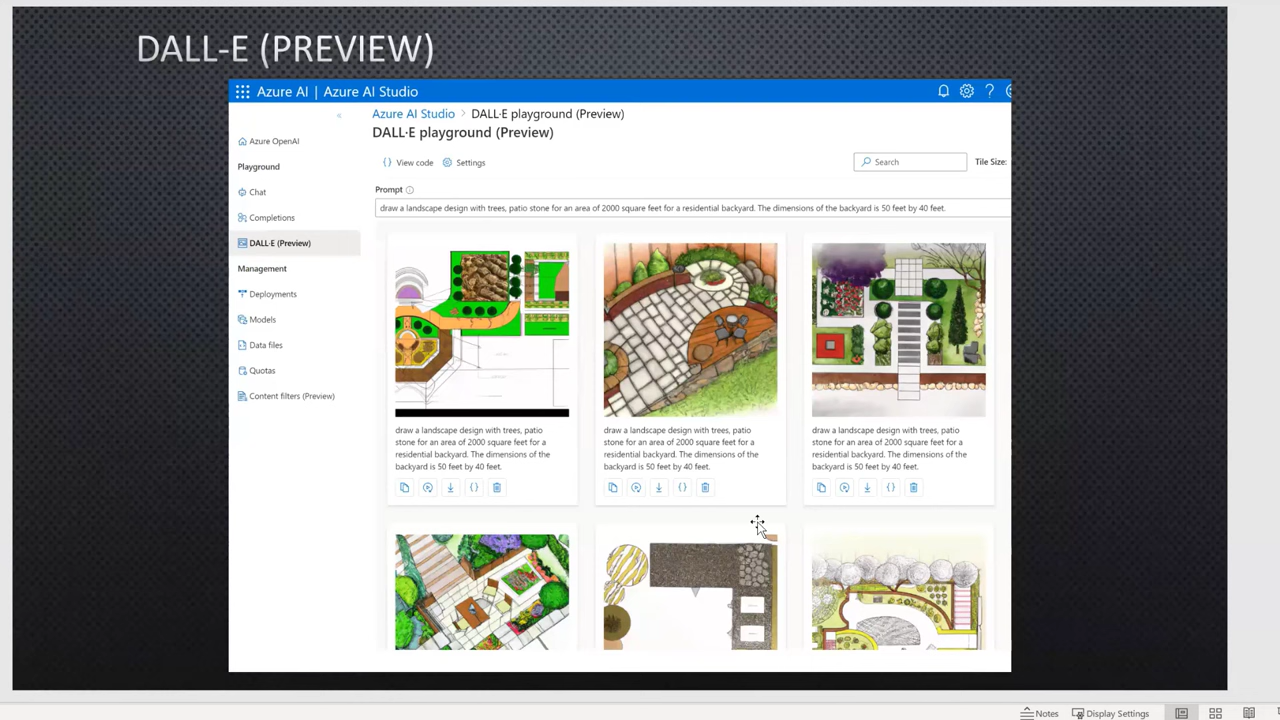 DALL-E (PREVIEW)
Azure AI | Azure AI Studio
Azure AI Studio > DALL·E playground (Preview)
DALL·E playground (Preview)
Azure OpenAI
Playground
Chat
Completions
DALL·E (Preview)
Management
Deployments
Models
Data files
Quotas
Content filters (Preview)
View code
Settings
Search
Tile Size:
Prompt
draw a landscape design with trees, patio stone for an area of 2000 square feet for a residential backyard. The dimensions of the backyard is 50 feet by 40 feet.
draw a landscape design with trees, patio
stone for an area of 2000 square feet for a
residential backyard. The dimensions of the
backyard is 50 feet by 40 feet.
draw a landscape design with trees, patio
stone for an area of 2000 square feet for a
residential backyard. The dimensions of the
backyard is 50 feet by 40 feet.
draw a landscape design with trees, patio
stone for an area of 2000 square feet for a
residential backyard. The dimensions of the
backyard is 50 feet by 40 feet.
Notes
Display Settings